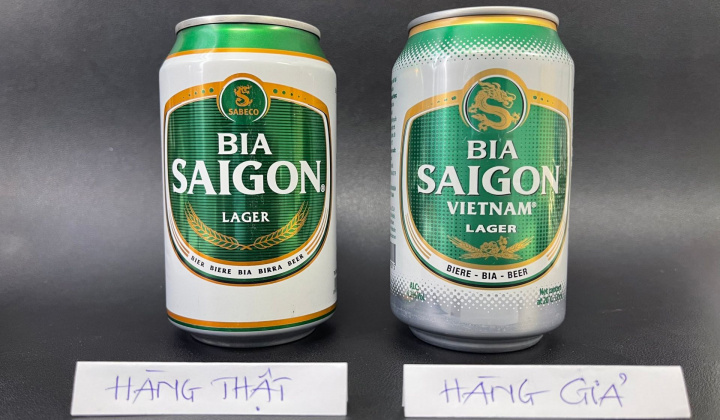 SABECO
BIA
SAIGON®
LAGER
BIER BIERE BIA BIRRA BEER
BIA
SAIGON
VIETNAM®
LAGER
BIERE - BIA - BEER
HÀNG THẬT
HÀNG GIẢ